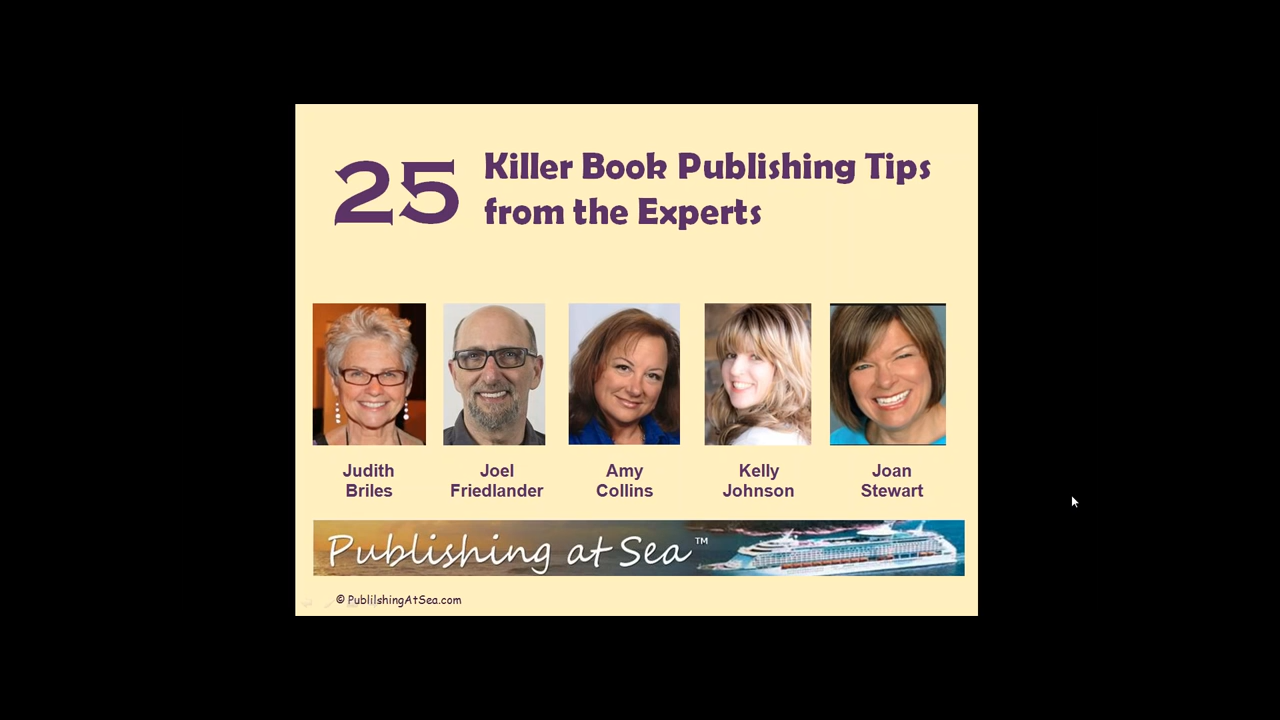 25
Killer Book Publishing Tips
from the Experts
Judith
Briles
Joel
Friedlander
Amy
Collins
Kelly
Johnson
Joan
Stewart
Publishing at Sea™
© PublilshingAtSea.com